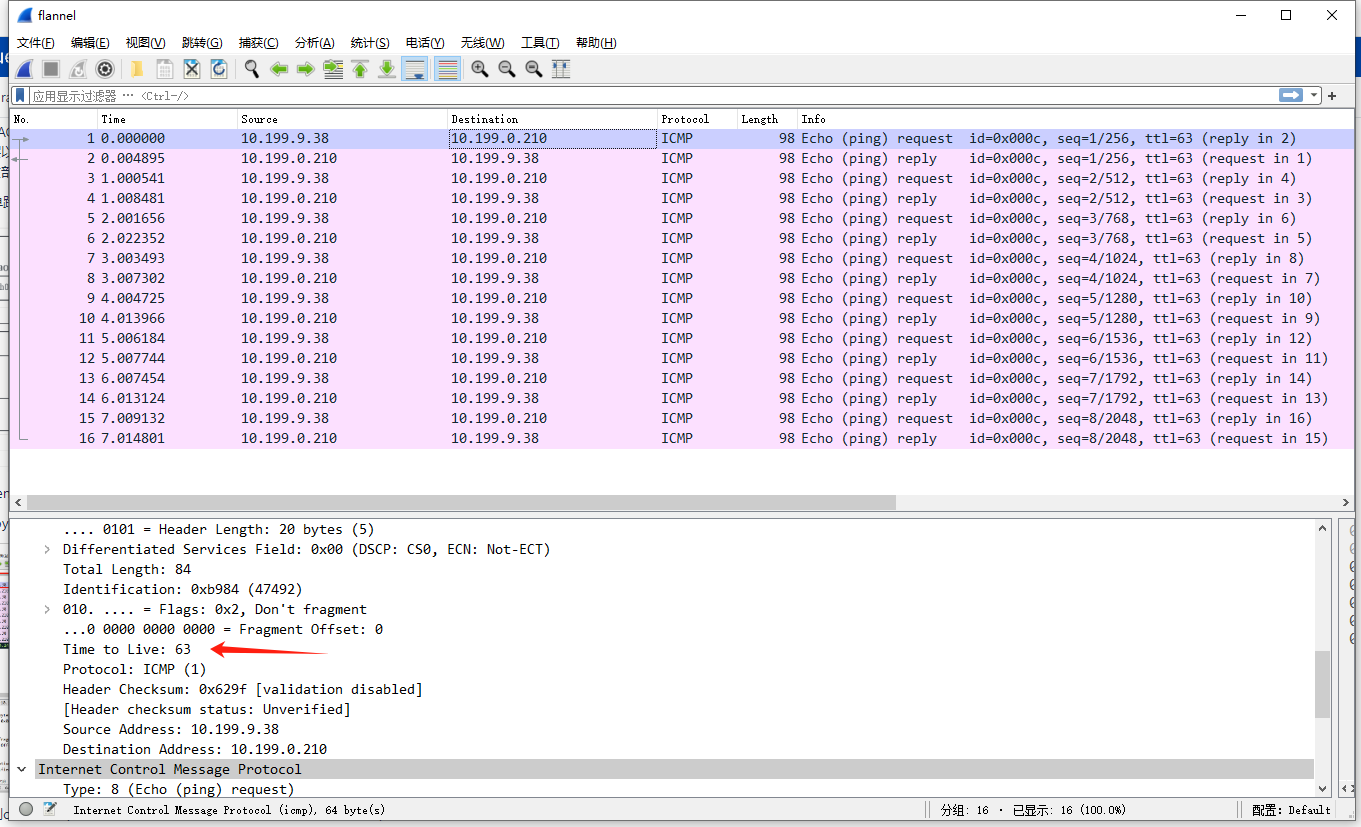 flannel
文件(F) 编辑(E) 视图(V) 跳转(G) 捕获(C) 分析(A) 统计(S) 电话(Y) 无线(W) 工具(T) 帮助(H)
应用显示过滤器 … <Ctrl-/>
No. Time Source Destination Protocol Length Info
1 0.000000 10.199.9.38 10.199.0.210 ICMP 98 Echo (ping) request id=0x000c, seq=1/256, ttl=63 (reply in 2)
2 0.004895 10.199.0.210 10.199.9.38 ICMP 98 Echo (ping) reply id=0x000c, seq=1/256, ttl=63 (request in 1)
3 1.000541 10.199.9.38 10.199.0.210 ICMP 98 Echo (ping) request id=0x000c, seq=2/512, ttl=63 (reply in 4)
4 1.008481 10.199.0.210 10.199.9.38 ICMP 98 Echo (ping) reply id=0x000c, seq=2/512, ttl=63 (request in 3)
5 2.001656 10.199.9.38 10.199.0.210 ICMP 98 Echo (ping) request id=0x000c, seq=3/768, ttl=63 (reply in 6)
6 2.022352 10.199.0.210 10.199.9.38 ICMP 98 Echo (ping) reply id=0x000c, seq=3/768, ttl=63 (request in 5)
7 3.003493 10.199.9.38 10.199.0.210 ICMP 98 Echo (ping) request id=0x000c, seq=4/1024, ttl=63 (reply in 8)
8 3.007302 10.199.0.210 10.199.9.38 ICMP 98 Echo (ping) reply id=0x000c, seq=4/1024, ttl=63 (request in 7)
9 4.004725 10.199.9.38 10.199.0.210 ICMP 98 Echo (ping) request id=0x000c, seq=5/1280, ttl=63 (reply in 10)
10 4.013966 10.199.0.210 10.199.9.38 ICMP 98 Echo (ping) reply id=0x000c, seq=5/1280, ttl=63 (request in 9)
11 5.006184 10.199.9.38 10.199.0.210 ICMP 98 Echo (ping) request id=0x000c, seq=6/1536, ttl=63 (reply in 12)
12 5.007744 10.199.0.210 10.199.9.38 ICMP 98 Echo (ping) reply id=0x000c, seq=6/1536, ttl=63 (request in 11)
13 6.007454 10.199.9.38 10.199.0.210 ICMP 98 Echo (ping) request id=0x000c, seq=7/1792, ttl=63 (reply in 14)
14 6.013124 10.199.0.210 10.199.9.38 ICMP 98 Echo (ping) reply id=0x000c, seq=7/1792, ttl=63 (request in 13)
15 7.009132 10.199.9.38 10.199.0.210 ICMP 98 Echo (ping) request id=0x000c, seq=8/2048, ttl=63 (reply in 16)
16 7.014801 10.199.0.210 10.199.9.38 ICMP 98 Echo (ping) reply id=0x000c, seq=8/2048, ttl=63 (request in 15)
.... 0101 = Header Length: 20 bytes (5)
Differentiated Services Field: 0x00 (DSCP: CS0, ECN: Not-ECT)
Total Length: 84
Identification: 0xb984 (47492)
010. .... = Flags: 0x2, Don't fragment
...0 0000 0000 0000 = Fragment Offset: 0
Time to Live: 63
Protocol: ICMP (1)
Header Checksum: 0x629f [validation disabled]
[Header checksum status: Unverified]
Source Address: 10.199.9.38
Destination Address: 10.199.0.210
Internet Control Message Protocol
Type: 8 (Echo (ping) request)
Internet Control Message Protocol (icmp), 64 byte(s) 分组: 16 · 已显示: 16 (100.0%) 配置: Default